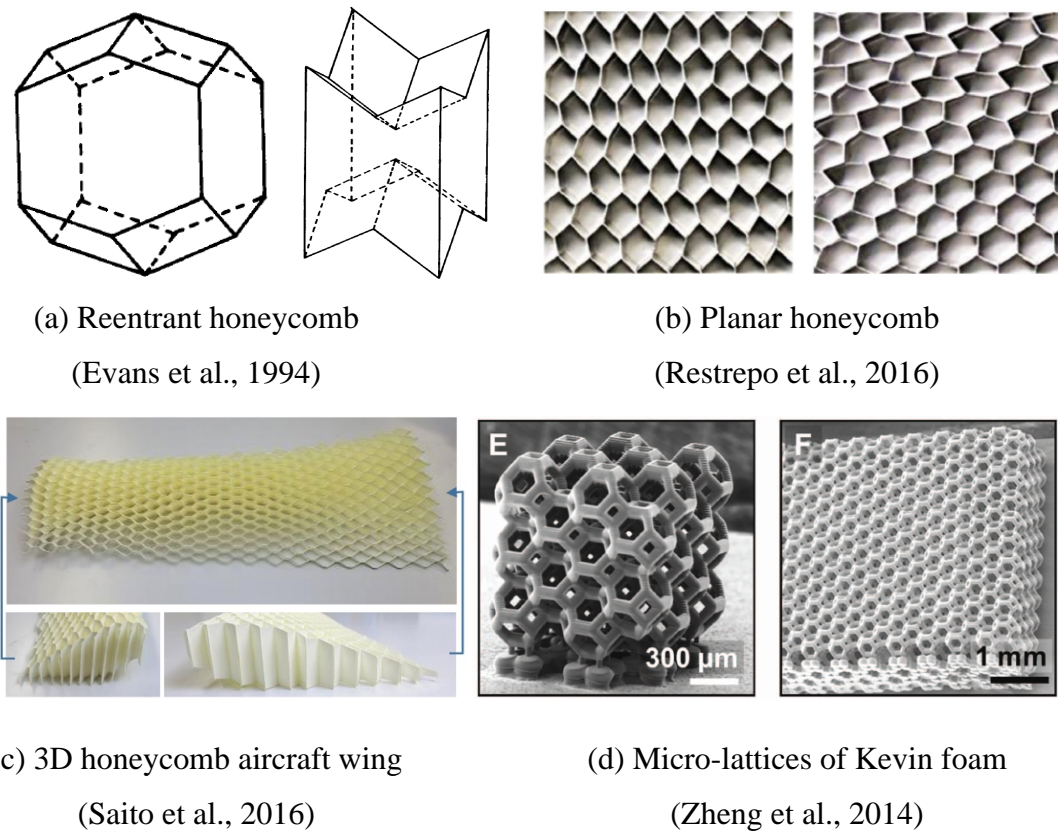 (a) Reentrant honeycomb
(Evans et al., 1994)
(b) Planar honeycomb
(Restrepo et al., 2016)
E
300 µm
F
1 mm
c) 3D honeycomb aircraft wing
(Saito et al., 2016)
(d) Micro-lattices of Kevin foam
(Zheng et al., 2014)